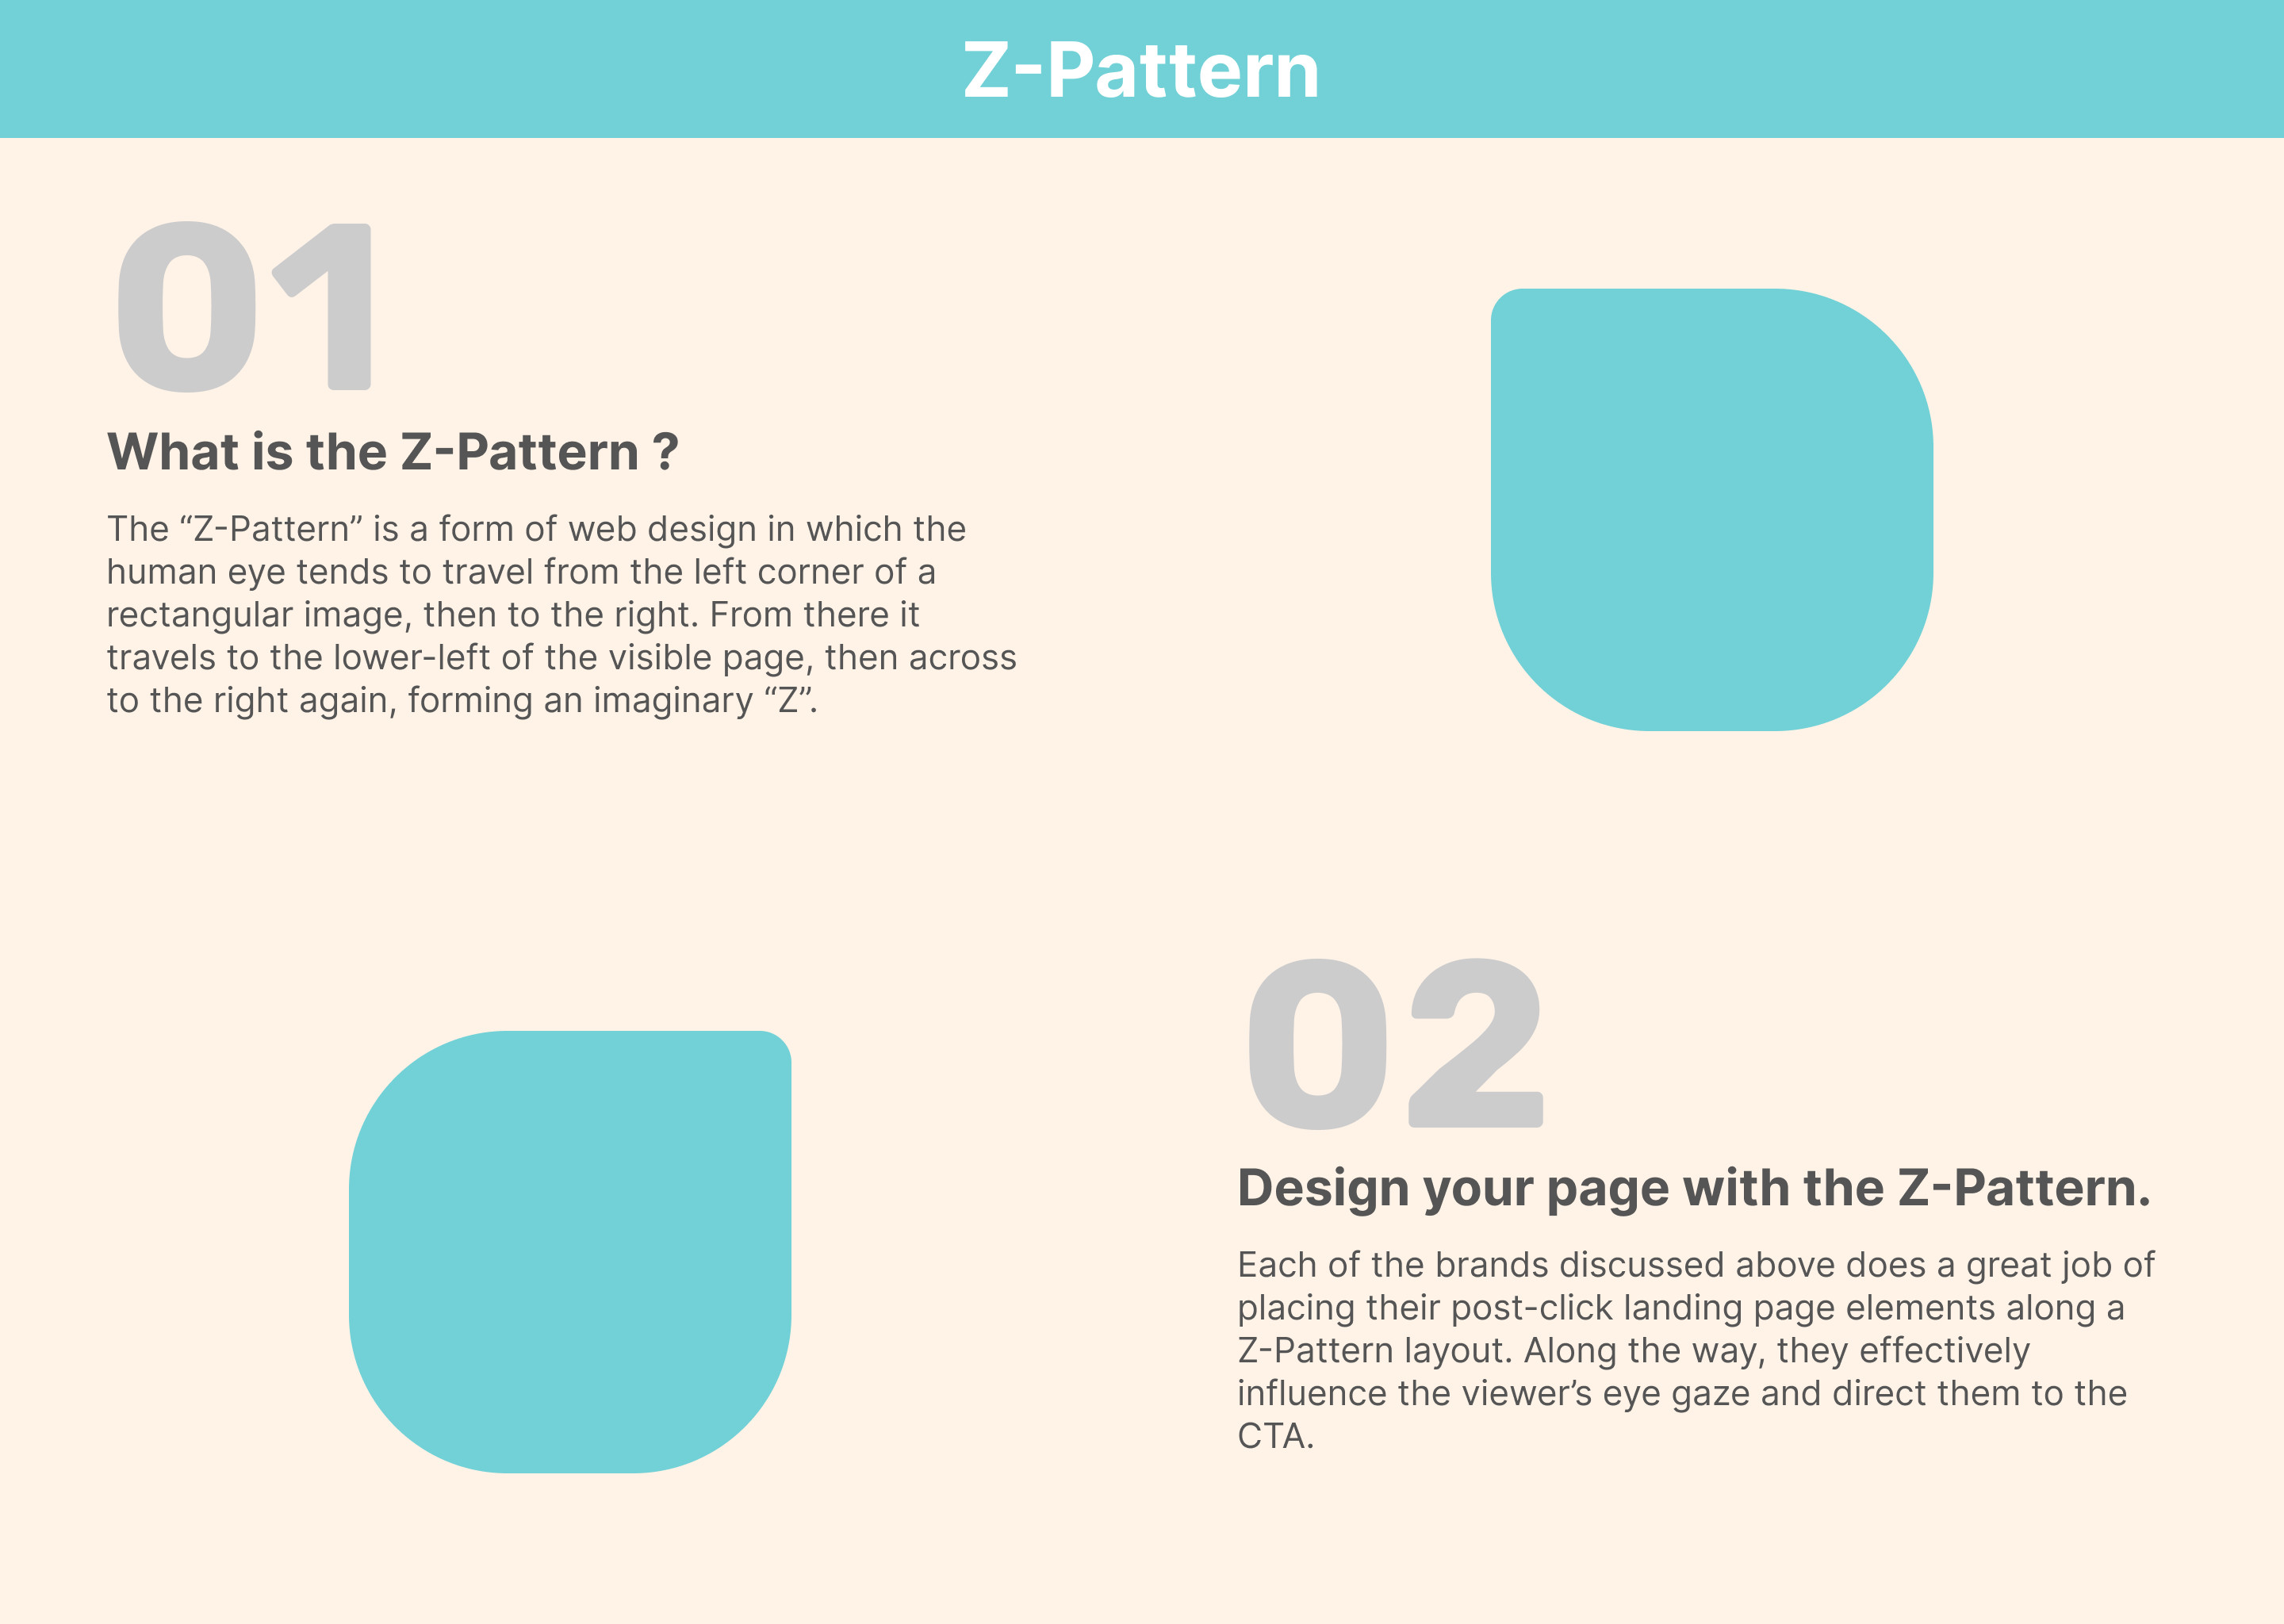 Z-Pattern
01
What is the Z-Pattern ?
The “Z-Pattern” is a form of web design in which the
human eye tends to travel from the left corner of a
rectangular image, then to the right. From there it
travels to the lower-left of the visible page, then across
to the right again, forming an imaginary “Z”.
02
Design your page with the Z-Pattern.
Each of the brands discussed above does a great job of
placing their post-click landing page elements along a
Z-Pattern layout. Along the way, they effectively
influence the viewer’s eye gaze and direct them to the
CTA.